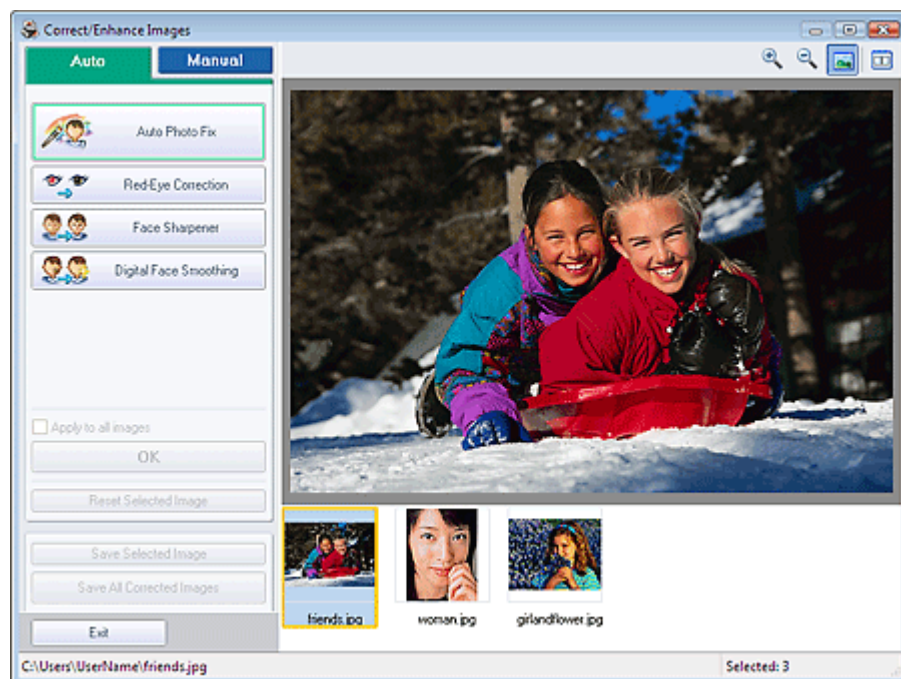 Correct/Enhance Images
Auto
Manual
Auto Photo Fix
Red-Eye Correction
Face Sharpener
Digital Face Smoothing
Apply to all images
OK
Reset Selected Image
Save Selected Image
Save All Corrected Images
Exit
friends.jpg
woman.jpg
girlandflower.jpg
C:\Users\UserName\friends.jpg
Selected: 3